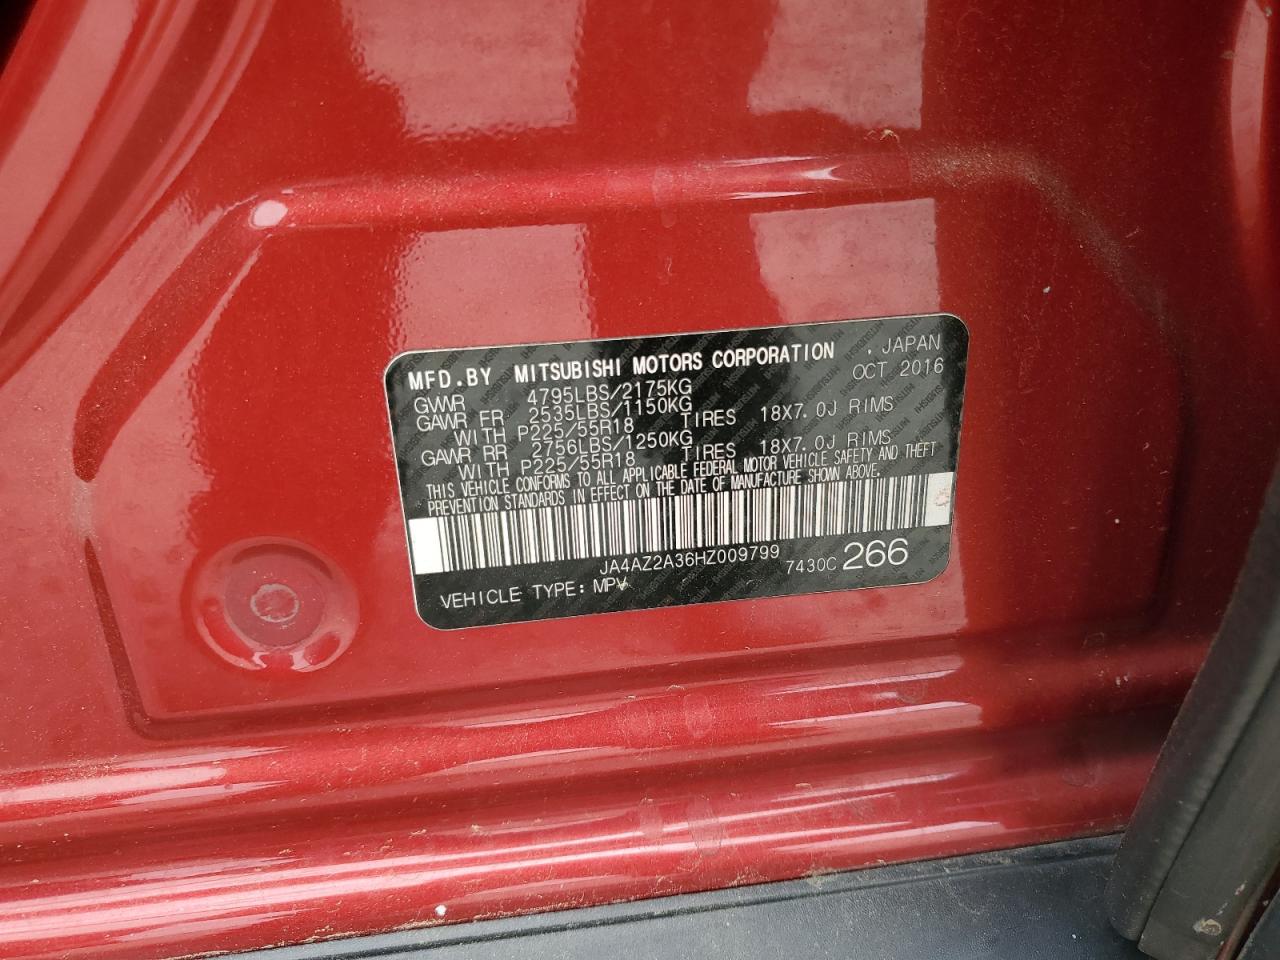 MFD.BY MITSUBISHI MOTORS CORPORATION , JAPAN
OCT 2016
GVWR 4795LBS/2175KG
GAWR FR 2535LBS/1150KG
WITH P225/55R18 TIRES 18X7.0J RIMS
GAWR RR 2756LBS/1250KG
WITH P225/55R18 TIRES 18X7.0J RIMS
THIS VEHICLE CONFORMS TO ALL APPLICABLE FEDERAL MOTOR VEHICLE SAFETY AND THEFT
PREVENTION STANDARDS IN EFFECT ON THE DATE OF MANUFACTURE SHOWN ABOVE.
JA4AZ2A36HZ009799 7430C 266
VEHICLE TYPE: MPV